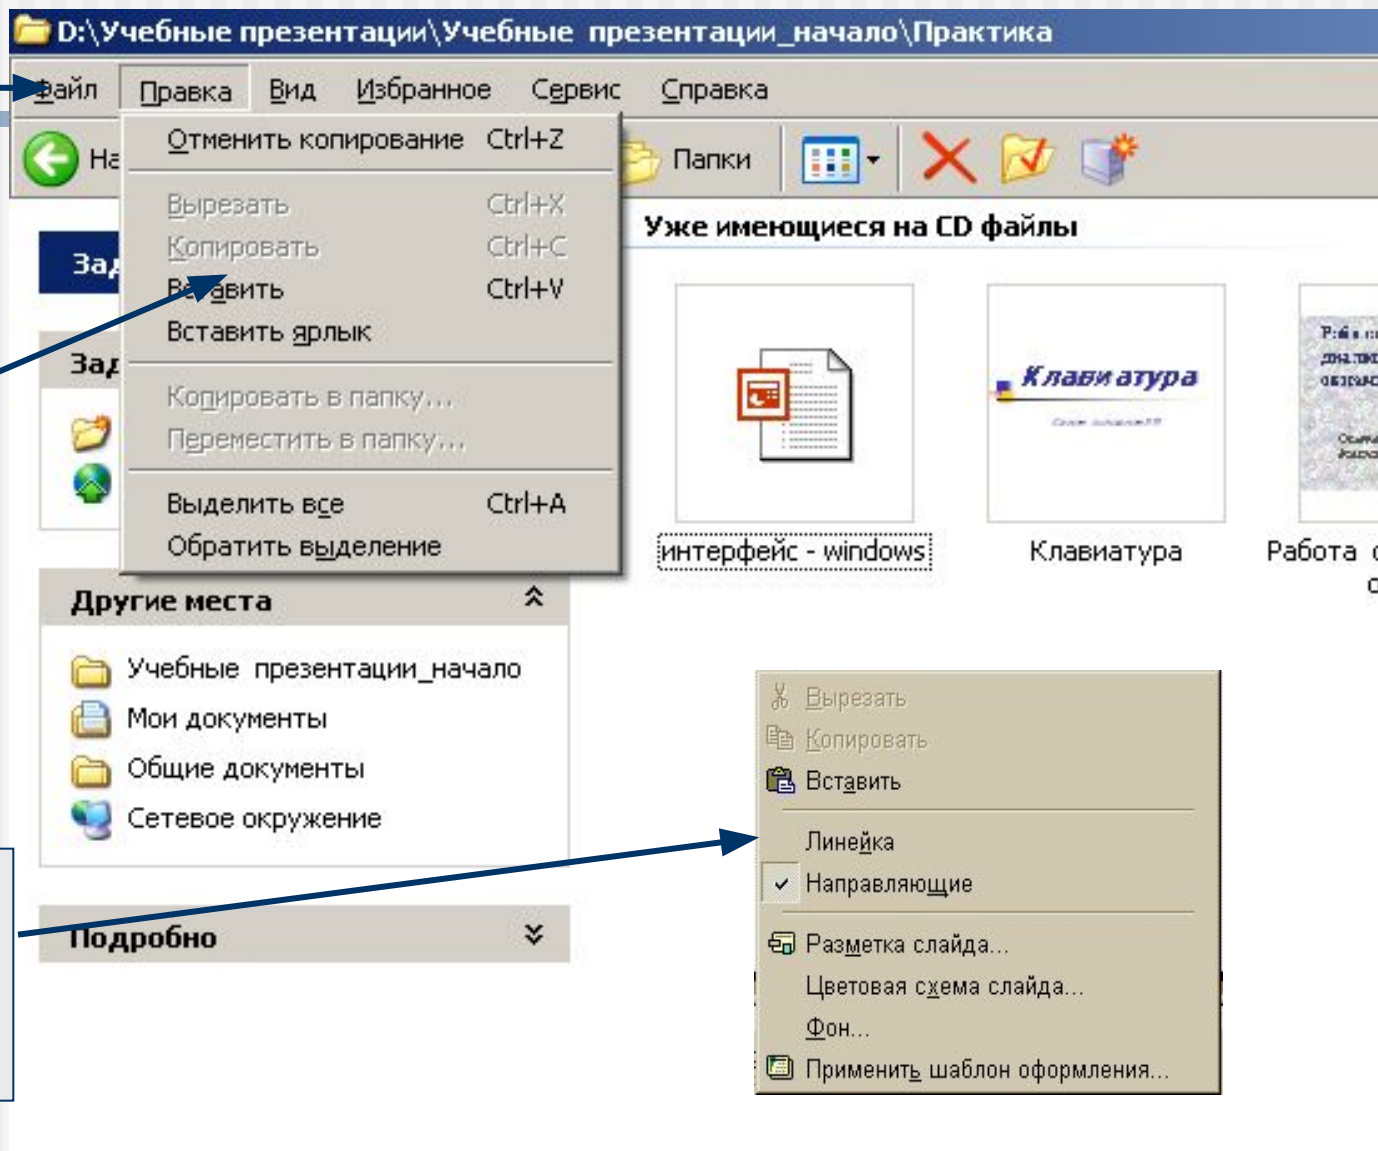 D:\Учебные презентации\Учебные презентации_начало\Практика
Файл Правка Вид Избранное Сервис Справка
Папки
Отменить копирование Ctrl+Z
Вырезать Ctrl+X
Копировать Ctrl+C
Вставить Ctrl+V
Вставить ярлык
Копировать в папку...
Переместить в папку...
Выделить все Ctrl+A
Обратить выделение
Уже имеющиеся на CD файлы
Клавиатура
интерфейс - windows
Клавиатура
Работа
Другие места
Учебные презентации_начало
Мои документы
Общие документы
Сетевое окружение
Подробно
Вырезать
Копировать
Вставить
Линейка
Направляющие
Разметка слайда...
Цветовая схема слайда...
Фон...
Применить шаблон оформления...